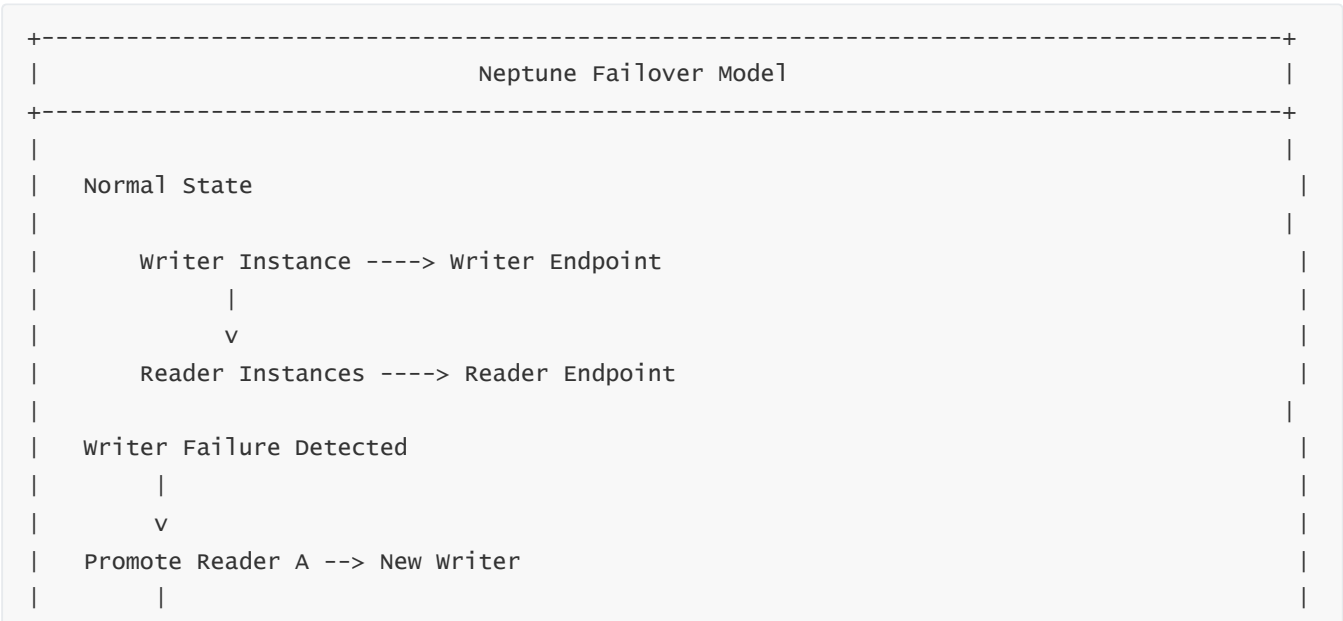 +----------------------------------------------------------------------------------------+
|                               Neptune Failover Model                                   |
+----------------------------------------------------------------------------------------+
|                                                                                        |
|   Normal State                                                                          |
|                                                                                        |
|       Writer Instance ----> Writer Endpoint                                             |
|             |                                                                           |
|             v                                                                           |
|       Reader Instances ----> Reader Endpoint                                            |
|                                                                                        |
|   Writer Failure Detected                                                               |
|        |                                                                                |
|        v                                                                                |
|   Promote Reader A --> New Writer                                                       |
|        |                                                                                |